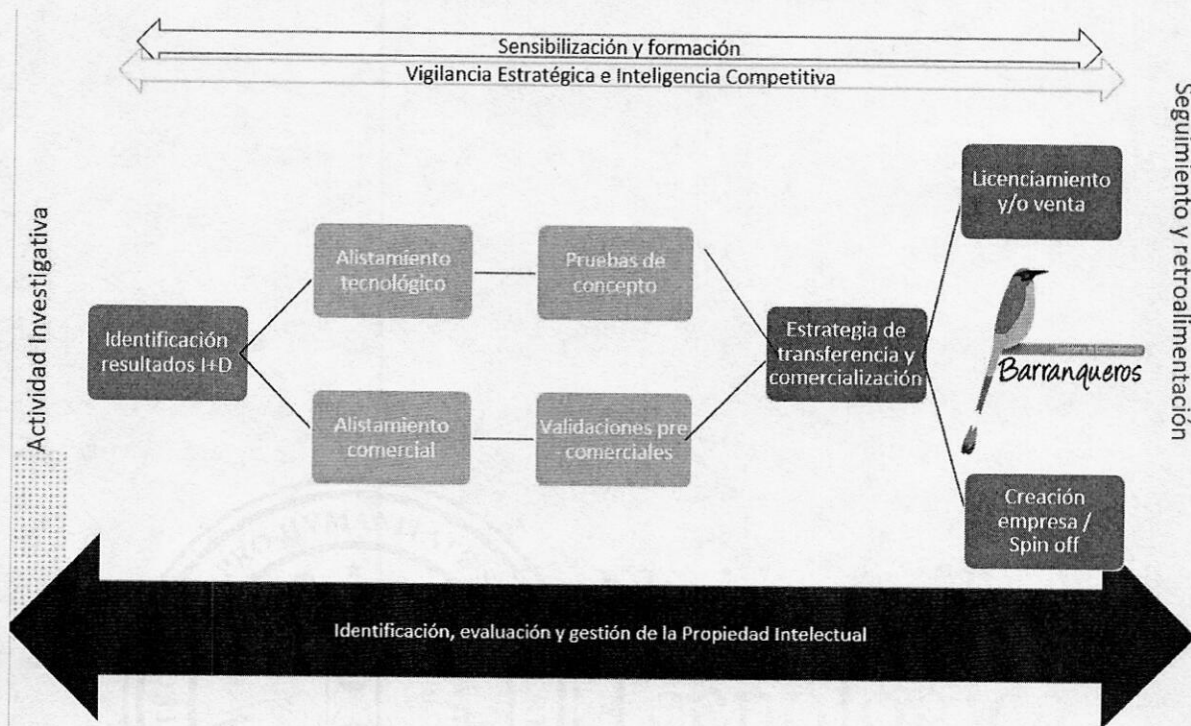 Sensibilización y formación
Vigilancia Estratégica e Inteligencia Competitiva
Actividad Investigativa
Identificación
resultados I+D
Alistamiento
tecnológico
Pruebas de
concepto
Alistamiento
comercial
Validaciones pre
- comerciales
Estrategia de
transferencia y
comercialización
Licenciamiento
y/o venta
Barranqueros
Creación
empresa /
Spin off
Seguimiento y retroalimentación
Identificación, evaluación y gestión de la Propiedad Intelectual